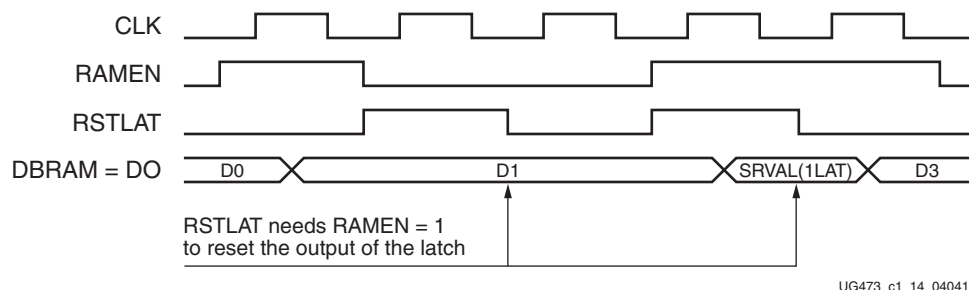 CLK
RAMEN
RSTLAT
DBRAM = DO
D0
D1
SRVAL(1LAT)
D3
RSTLAT needs RAMEN = 1
to reset the output of the latch
UG473_c1_14_04041